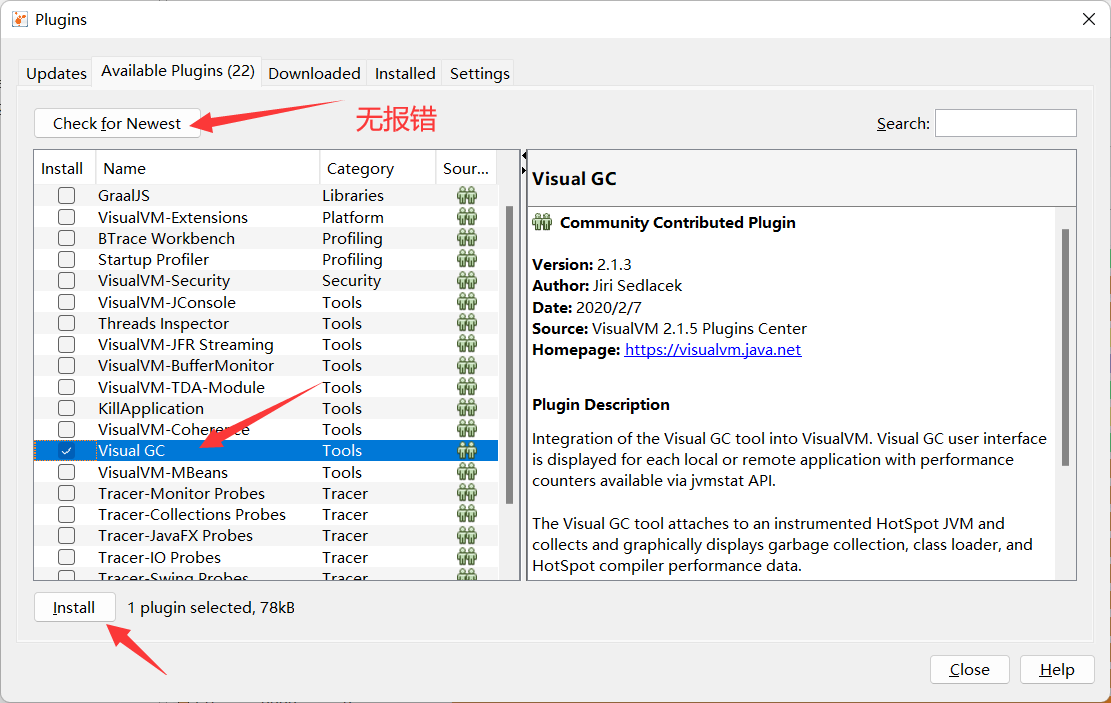 Plugins
Updates Available Plugins (22) Downloaded Installed Settings
Check for Newest 无报错 Search:
Install Name Category Sour...
GraalJS Libraries
VisualVM-Extensions Platform
BTrace Workbench Profiling
Startup Profiler Profiling
VisualVM-Security Security
VisualVM-JConsole Tools
Threads Inspector Tools
VisualVM-JFR Streaming Tools
VisualVM-BufferMonitor Tools
VisualVM-TDA-Module Tools
KillApplication Tools
VisualVM-Coherence Tools
Visual GC Tools
VisualVM-MBeans Tools
Tracer-Monitor Probes Tracer
Tracer-Collections Probes Tracer
Tracer-JavaFX Probes Tracer
Tracer-IO Probes Tracer
Tracer-Swing Probes Tracer
Visual GC
Community Contributed Plugin
Version: 2.1.3
Author: Jiri Sedlacek
Date: 2020/2/7
Source: VisualVM 2.1.5 Plugins Center
Homepage: https://visualvm.java.net
Plugin Description
Integration of the Visual GC tool into VisualVM. Visual GC user interface
is displayed for each local or remote application with performance
counters available via jvmstat API.
The Visual GC tool attaches to an instrumented HotSpot JVM and
collects and graphically displays garbage collection, class loader, and
HotSpot compiler performance data.
Install 1 plugin selected, 78kB
Close Help